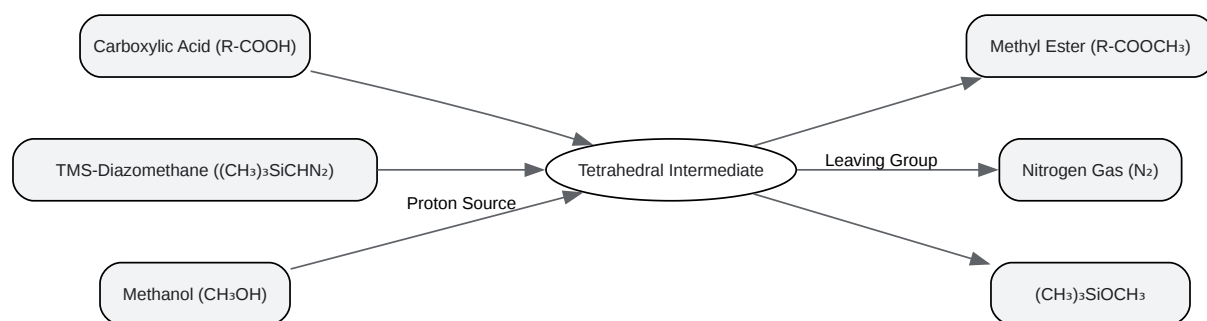 Carboxylic Acid (R-COOH)
Methyl Ester (R-COOCH₃)
TMS-Diazomethane ((CH₃)₃SiCHN₂)
Tetrahedral Intermediate
Leaving Group
Nitrogen Gas (N₂)
Proton Source
Methanol (CH₃OH)
(CH₃)₃SiOCH₃